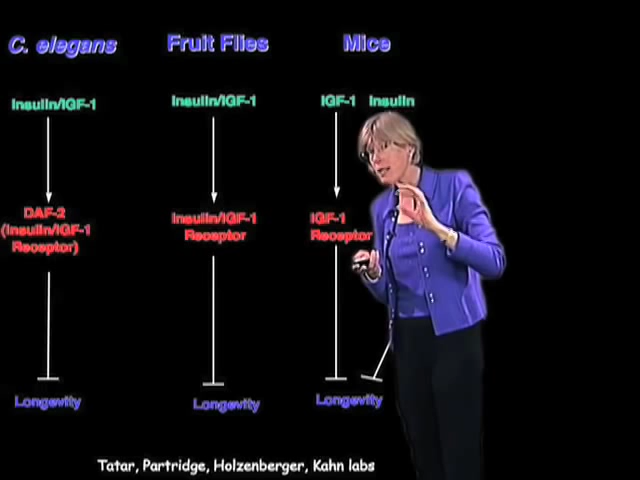 C. elegans Fruit Flies Mice
Insulin/IGF-1 Insulin/IGF-1 IGF-1 Insulin
DAF-2
(Insulin/IGF-1
Receptor)
Insulin/IGF-1
Receptor
IGF-1
Receptor
Longevity Longevity Longevity
Tatar, Partridge, Holzenberger, Kahn labs